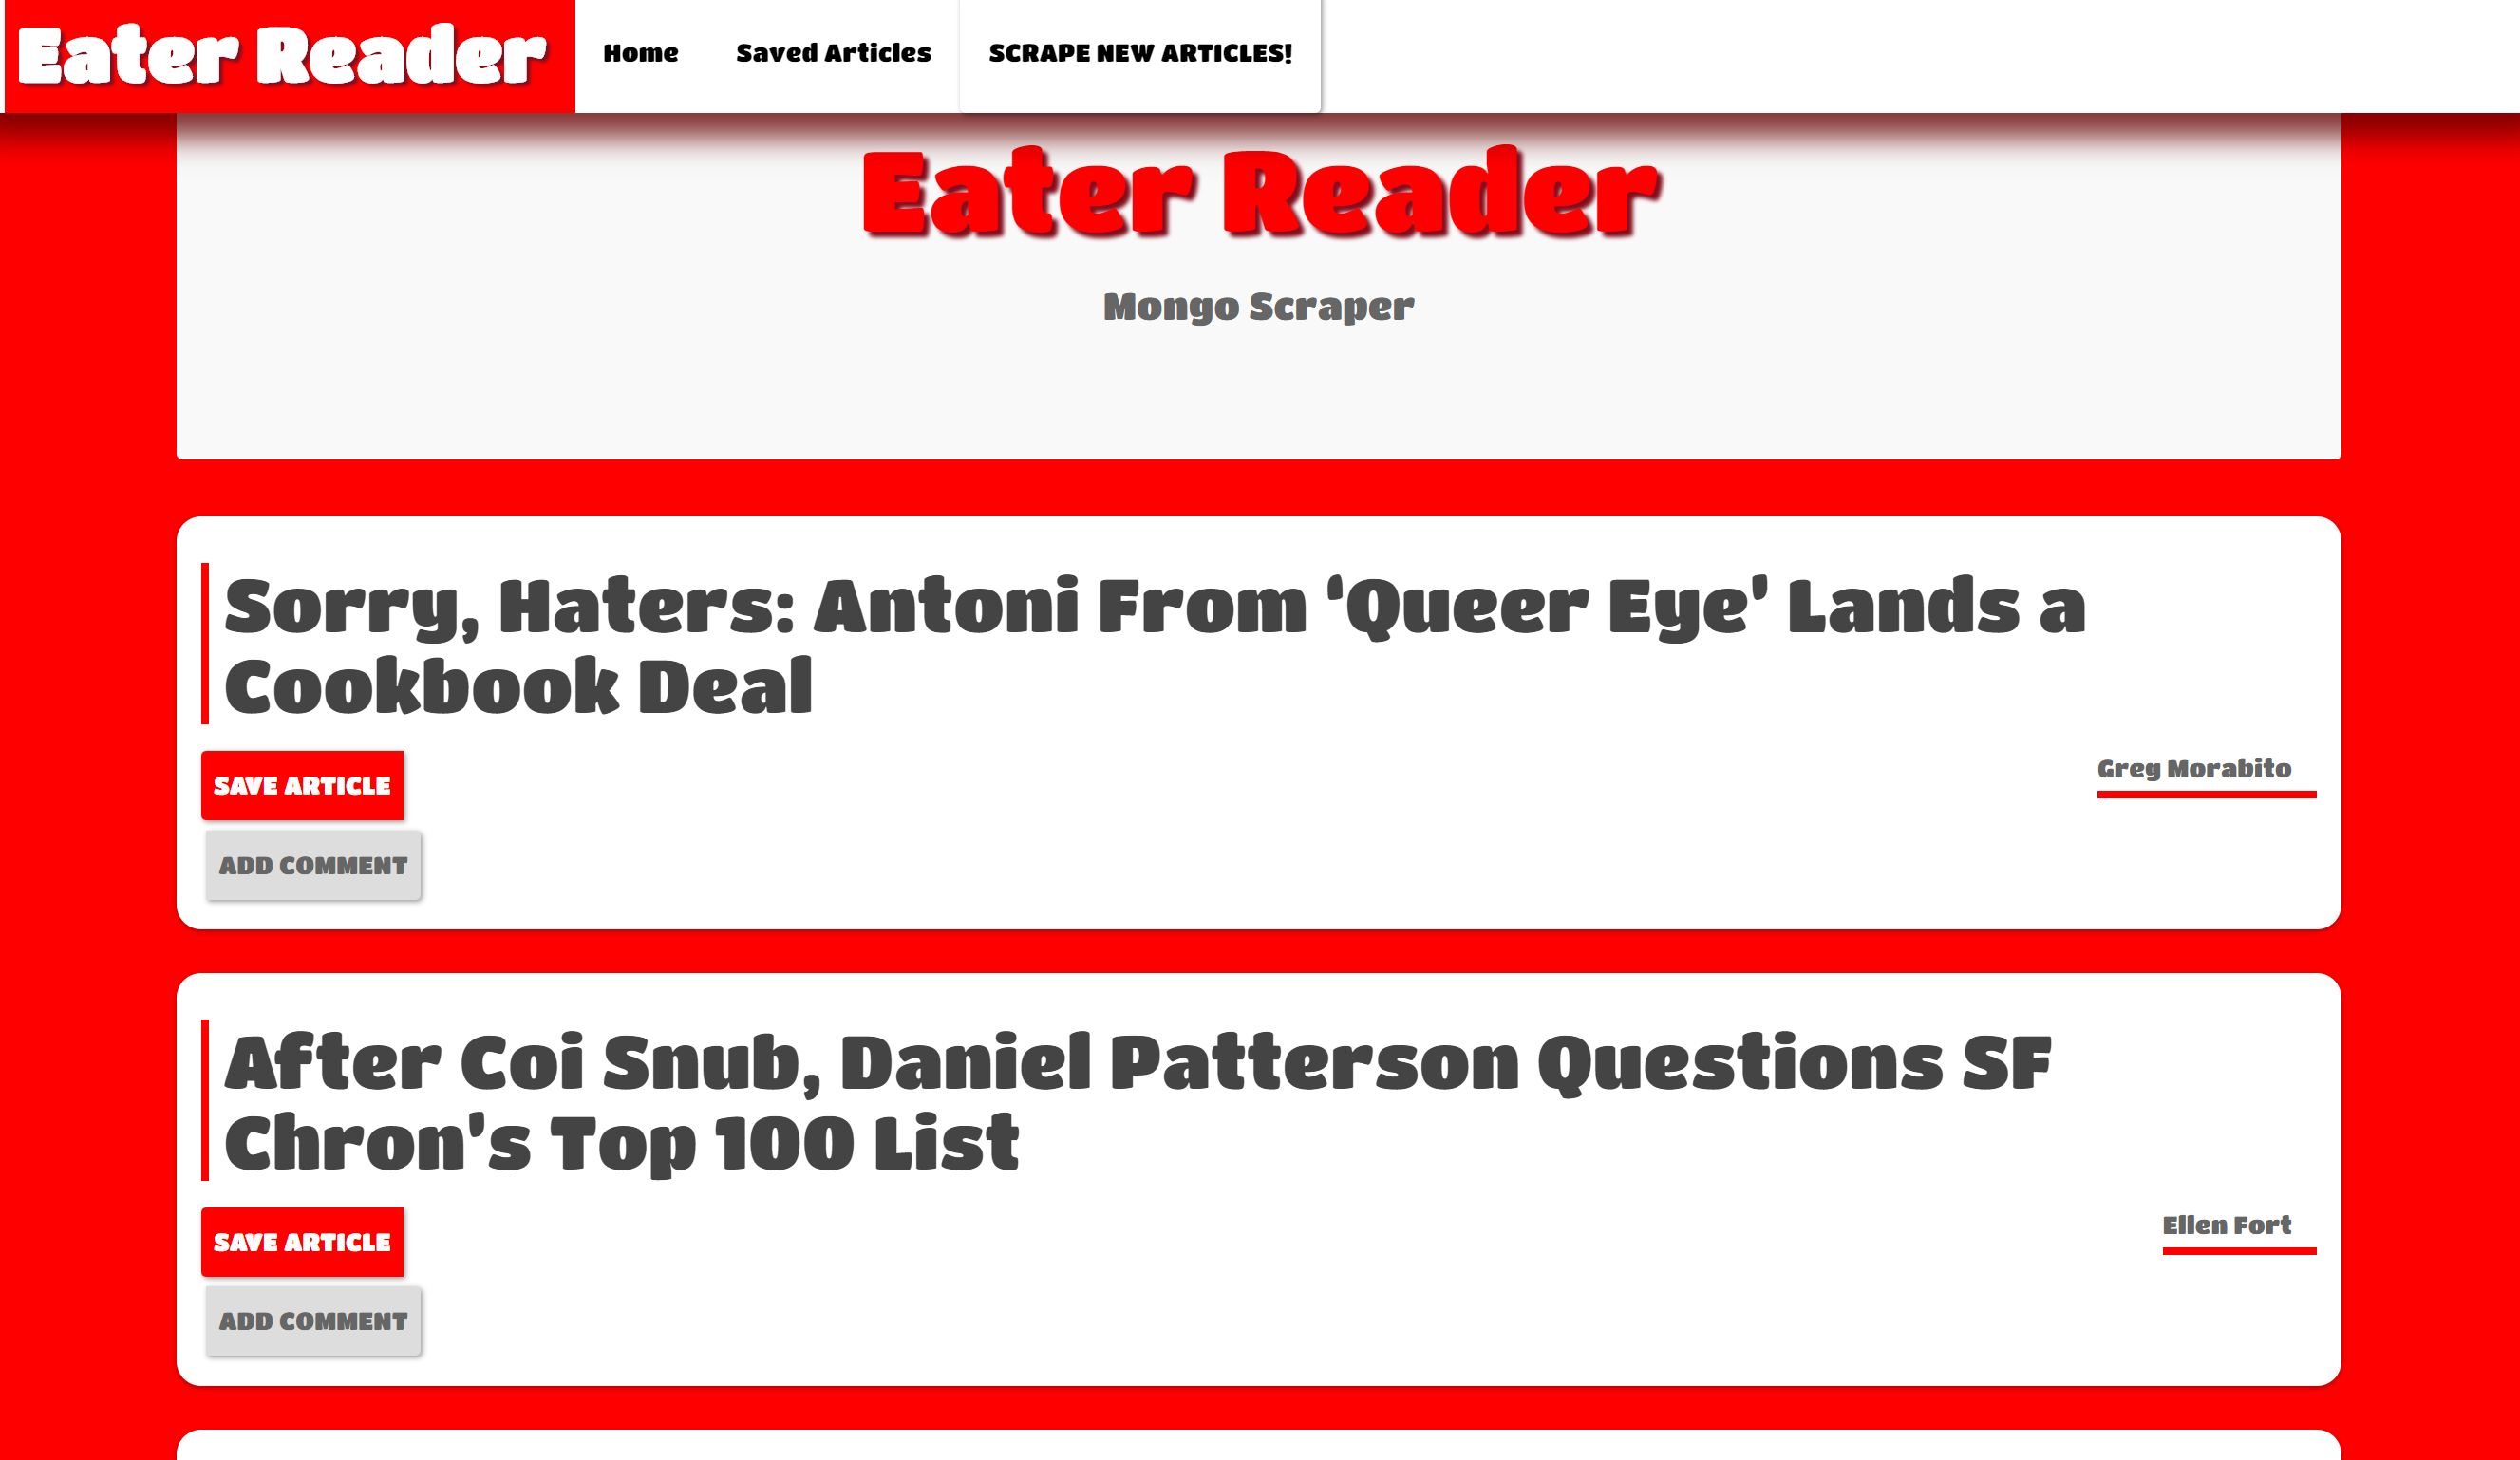 Eater Reader
Home
Saved Articles
SCRAPE NEW ARTICLES!
Eater Reader
Mongo Scraper
Sorry, Haters: Antoni From ‘Queer Eye’ Lands a
Cookbook Deal
SAVE ARTICLE
Greg Morabito
ADD COMMENT
After Coi Snub, Daniel Patterson Questions SF
Chron's Top 100 List
SAVE ARTICLE
Ellen Fort
ADD COMMENT